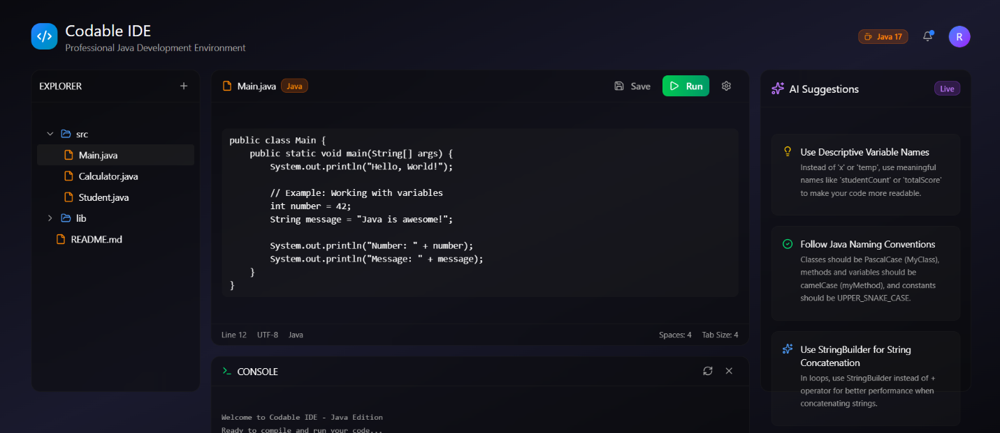 Codable IDE
Professional Java Development Environment
Java 17
R
EXPLORER
src
Main.java
Calculator.java
Student.java
lib
README.md
Main.java Java
Save
Run
public class Main {
    public static void main(String[] args) {
        System.out.println("Hello, World!");

        // Example: Working with variables
        int number = 42;
        String message = "Java is awesome!";

        System.out.println("Number: " + number);
        System.out.println("Message: " + message);
    }
}
Line 12 UTF-8 Java
Spaces: 4 Tab Size: 4
CONSOLE
Welcome to Codable IDE - Java Edition
Ready to compile and run your code...
AI Suggestions
Live
Use Descriptive Variable Names
Instead of 'x' or 'temp', use meaningful
names like 'studentCount' or 'totalScore'
to make your code more readable.
Follow Java Naming Conventions
Classes should be PascalCase (MyClass),
methods and variables should be
camelCase (myMethod), and constants
should be UPPER_SNAKE_CASE.
Use StringBuilder for String
Concatenation
In loops, use StringBuilder instead of +
operator for better performance when
concatenating strings.